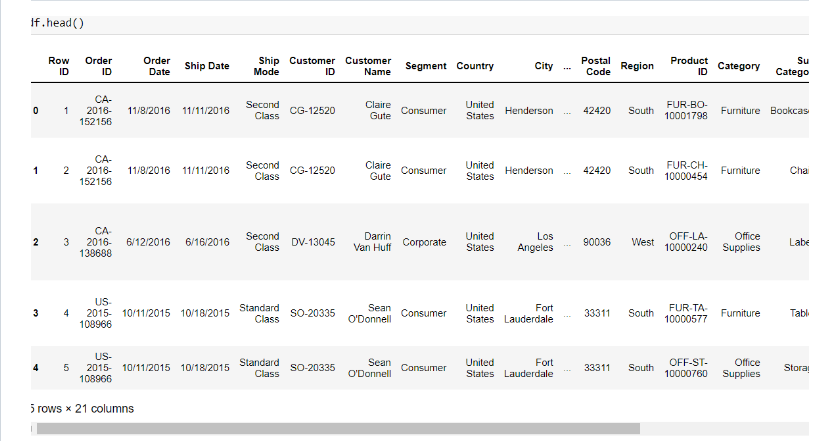 df.head()
Row ID Order ID Order Date Ship Date Ship Mode Customer ID Customer Name Segment Country City ... Postal Code Region Product ID Category
0 1 CA-2016-152156 11/8/2016 11/11/2016 Second Class CG-12520 Claire Gute Consumer United States Henderson ... 42420 South FUR-BO-10001798 Furniture
1 2 CA-2016-152156 11/8/2016 11/11/2016 Second Class CG-12520 Claire Gute Consumer United States Henderson ... 42420 South FUR-CH-10000454 Furniture
2 3 CA-2016-138688 6/12/2016 6/16/2016 Second Class DV-13045 Darrin Van Huff Corporate United States Los Angeles ... 90036 West OFF-LA-10000240 Office Supplies
3 4 US-2015-108966 10/11/2015 10/18/2015 Standard Class SO-20335 Sean O'Donnell Consumer United States Fort Lauderdale ... 33311 South FUR-TA-10000577 Furniture
4 5 US-2015-108966 10/11/2015 10/18/2015 Standard Class SO-20335 Sean O'Donnell Consumer United States Fort Lauderdale ... 33311 South OFF-ST-10000760 Office Supplies
5 rows × 21 columns